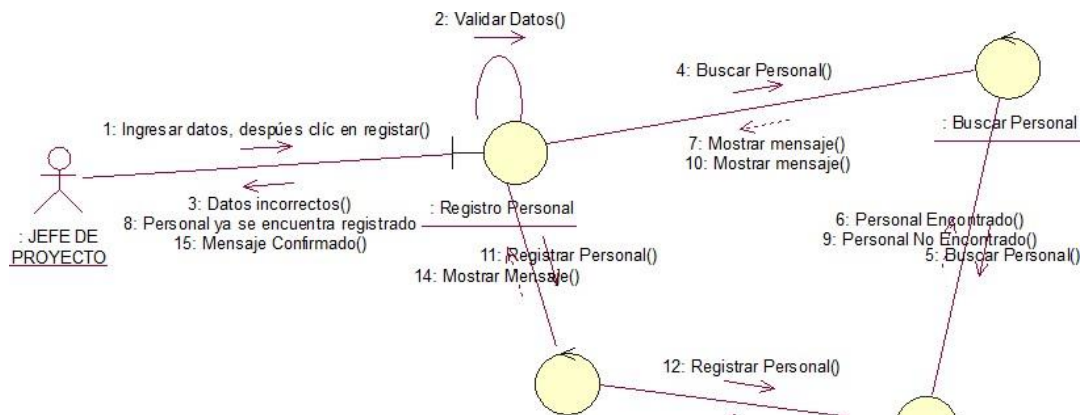 2: Validar Datos()
4: Buscar Personal()
1: Ingresar datos, despúes clíc en registar()
: Buscar Personal
7: Mostrar mensaje()
10: Mostrar mensaje()
3: Datos incorrectos()
8: Personal ya se encuentra registrado
15: Mensaje Confirmado()
: Registro Personal
: JEFE DE
PROYECTO
6: Personal Encontrado()
9: Personal No Encontrado()
5: Buscar Personal()
11: Registrar Personal()
14: Mostrar Mensaje()
12: Registrar Personal()